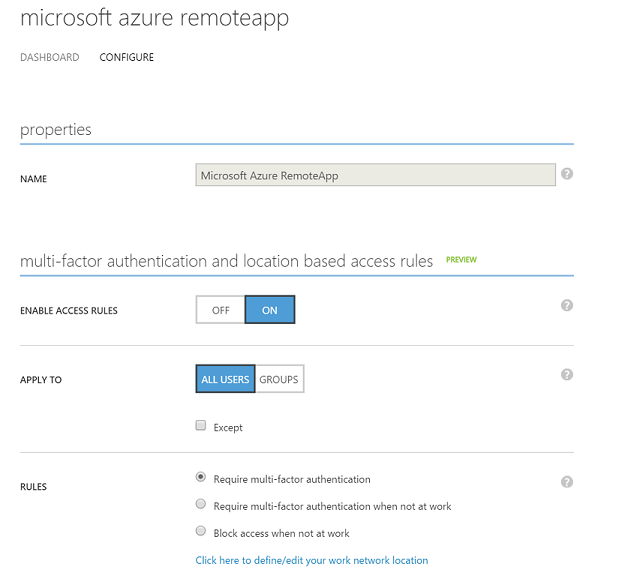 microsoft azure remoteapp
DASHBOARD CONFIGURE
properties
NAME Microsoft Azure RemoteApp ?
multi-factor authentication and location based access rules PREVIEW
ENABLE ACCESS RULES OFF ON ?
APPLY TO ALL USERS GROUPS ?
Except
RULES Require multi-factor authentication ?
Require multi-factor authentication when not at work
Block access when not at work
Click here to define/edit your work network location